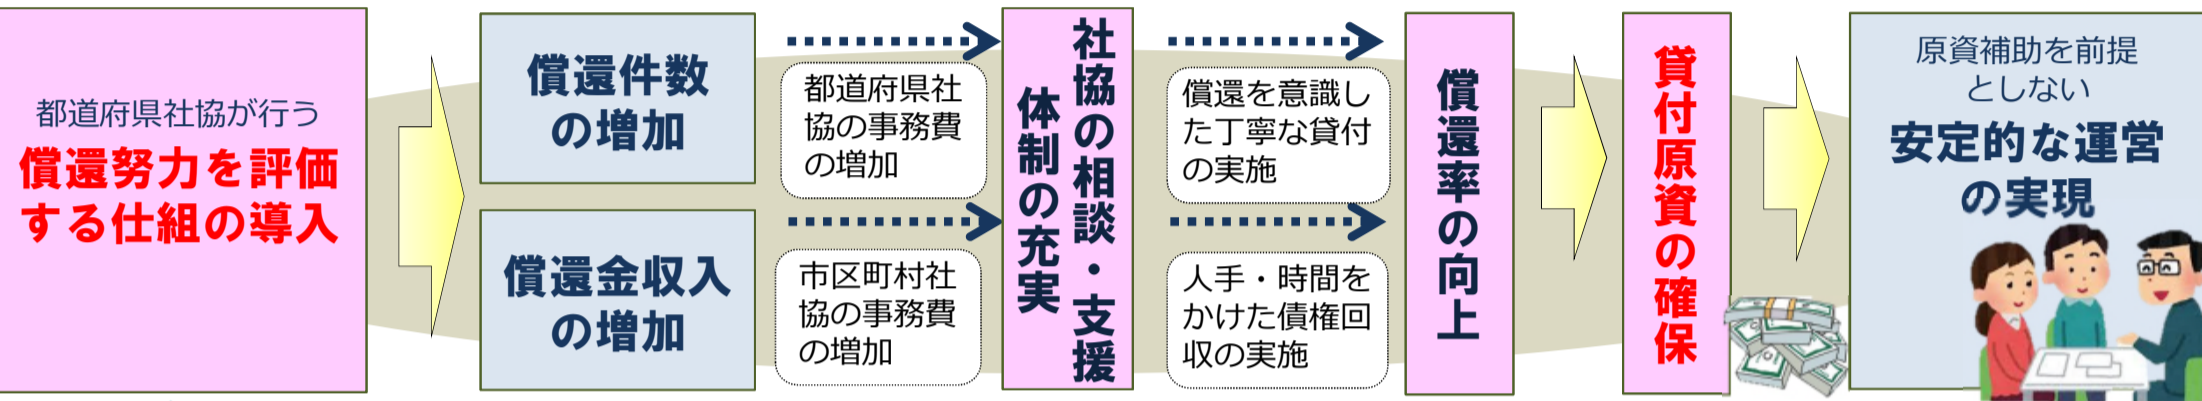 都道府県社協が行う
償還努力を評価
する仕組の導入
償還件数
の増加
償還金収入
の増加
都道府県社
協の事務費
の増加
市区町村社
協の事務費
の増加
社協の相談・支援
体制の充実
償還を意識し
た丁寧な貸付
の実施
人手・時間を
かけた債権回
収の実施
償還率の向上
貸付原資の確保
原資補助を前提
としない
安定的な運営
の実現